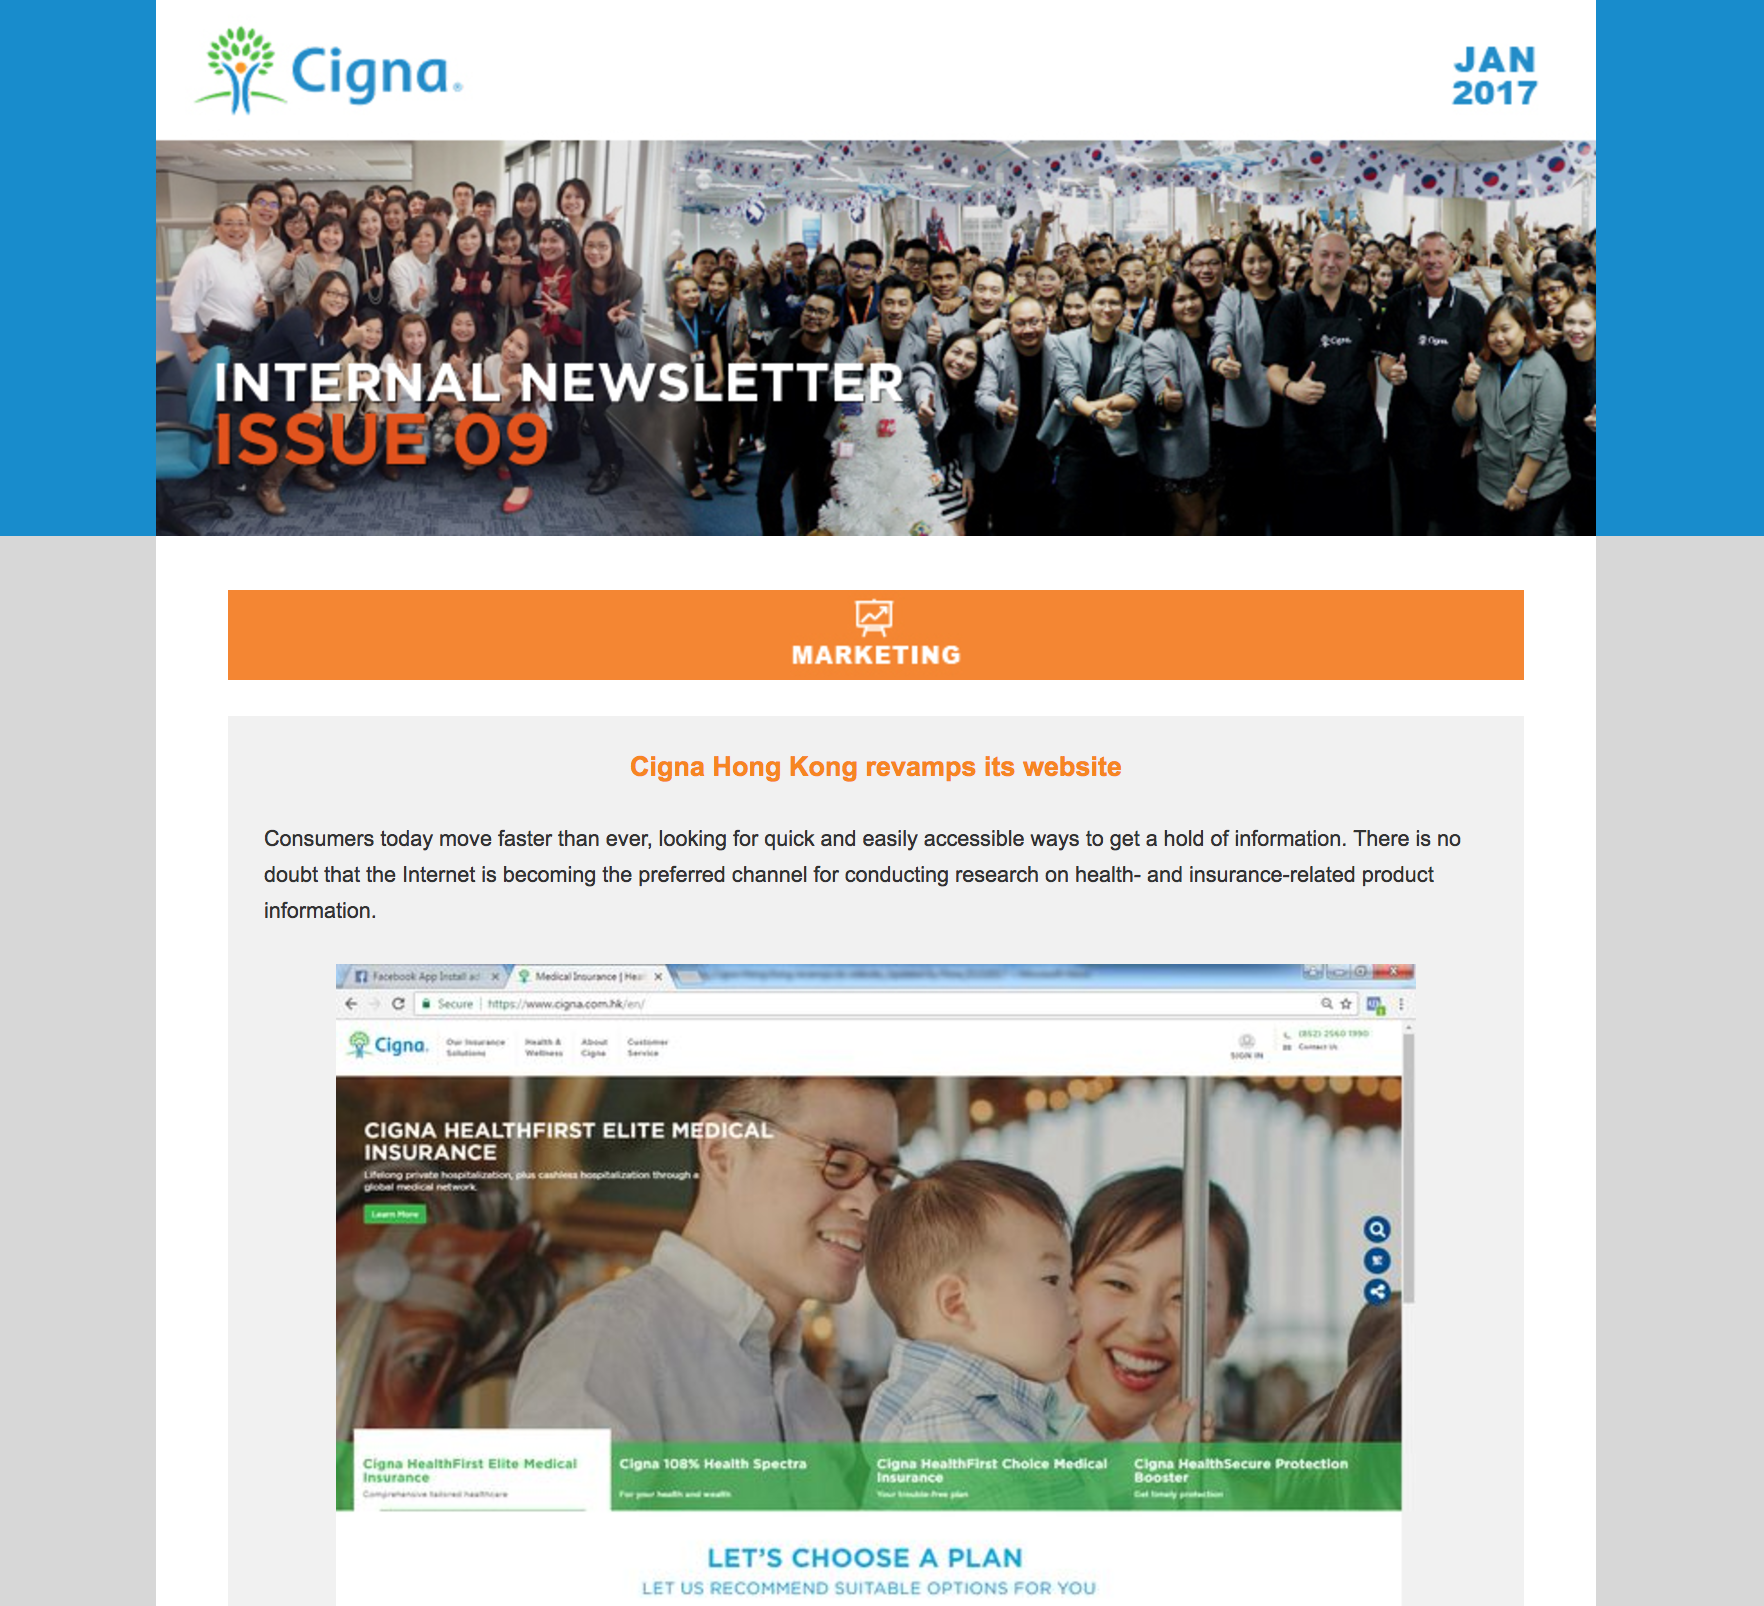 Cigna®
JAN
2017
Cigna.
Cigna.
INTERNAL NEWSLETTER
ISSUE 09
MARKETING
Cigna Hong Kong revamps its website
Consumers today move faster than ever, looking for quick and easily accessible ways to get a hold of information. There is no
doubt that the Internet is becoming the preferred channel for conducting research on health- and insurance-related product
information.
Facebook App Install ad
Medical Insurance | Heal
Secure | https://www.cigna.com.hk/en/
Cigna.
Our Insurance
Solutions
Health &
Wellness
About
Cigna
Customer
Service
SIGN IN
(852) 2560 1990
Contact Us
CIGNA HEALTHFIRST ELITE MEDICAL
INSURANCE
Lifelong private hospitalization, plus cashless hospitalization through a
global medical network.
Learn More
Cigna HealthFirst Elite Medical
Insurance
Comprehensive tailored healthcare
Cigna 108% Health Spectra
For your health and wealth
Cigna HealthFirst Choice Medical
Insurance
Your trouble-free plan
Cigna HealthSecure Protection
Booster
Get timely protection
LET'S CHOOSE A PLAN
LET US RECOMMEND SUITABLE OPTIONS FOR YOU